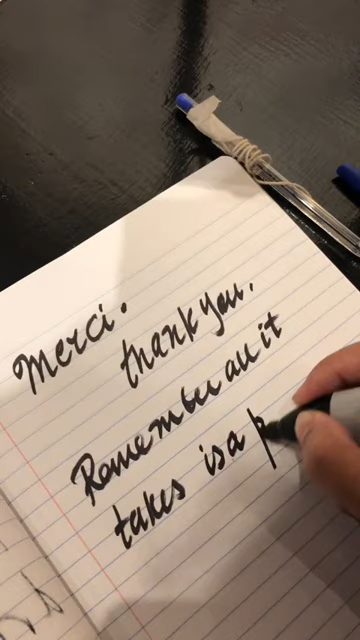 Merci.
thank you.
Remember all it
takes is a p